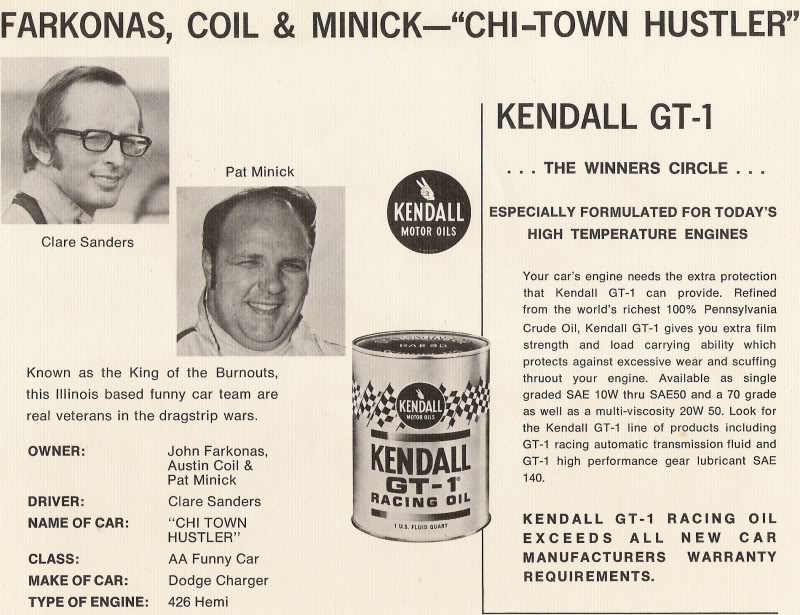 FARKONAS, COIL & MINICK—“CHI-TOWN HUSTLER”
Clare Sanders
Pat Minick
Known as the King of the Burnouts,
this Illinois based funny car team are
real veterans in the dragstrip wars.
OWNER: John Farkonas,
Austin Coil &
Pat Minick
DRIVER: Clare Sanders
NAME OF CAR: “CHI TOWN
HUSTLER”
CLASS: AA Funny Car
MAKE OF CAR: Dodge Charger
TYPE OF ENGINE: 426 Hemi
KENDALL
MOTOR OILS
KENDALL
MOTOR OILS
KENDALL
GT-1
RACING OIL
1 U.S. FLUID QUART
KENDALL GT-1
. . . THE WINNERS CIRCLE . . .
ESPECIALLY FORMULATED FOR TODAY’S
HIGH TEMPERATURE ENGINES
Your car’s engine needs the extra protection
that Kendall GT-1 can provide. Refined
from the world’s richest 100% Pennsylvania
Crude Oil, Kendall GT-1 gives you extra film
strength and load carrying ability which
protects against excessive wear and scuffing
thruout your engine. Available as single
graded SAE 10W thru SAE50 and a 70 grade
as well as a multi-viscosity 20W 50. Look for
the Kendall GT-1 line of products including
GT-1 racing automatic transmission fluid and
GT-1 high performance gear lubricant SAE
140.
KENDALL GT-1 RACING OIL
EXCEEDS ALL NEW CAR
MANUFACTURERS WARRANTY
REQUIREMENTS.